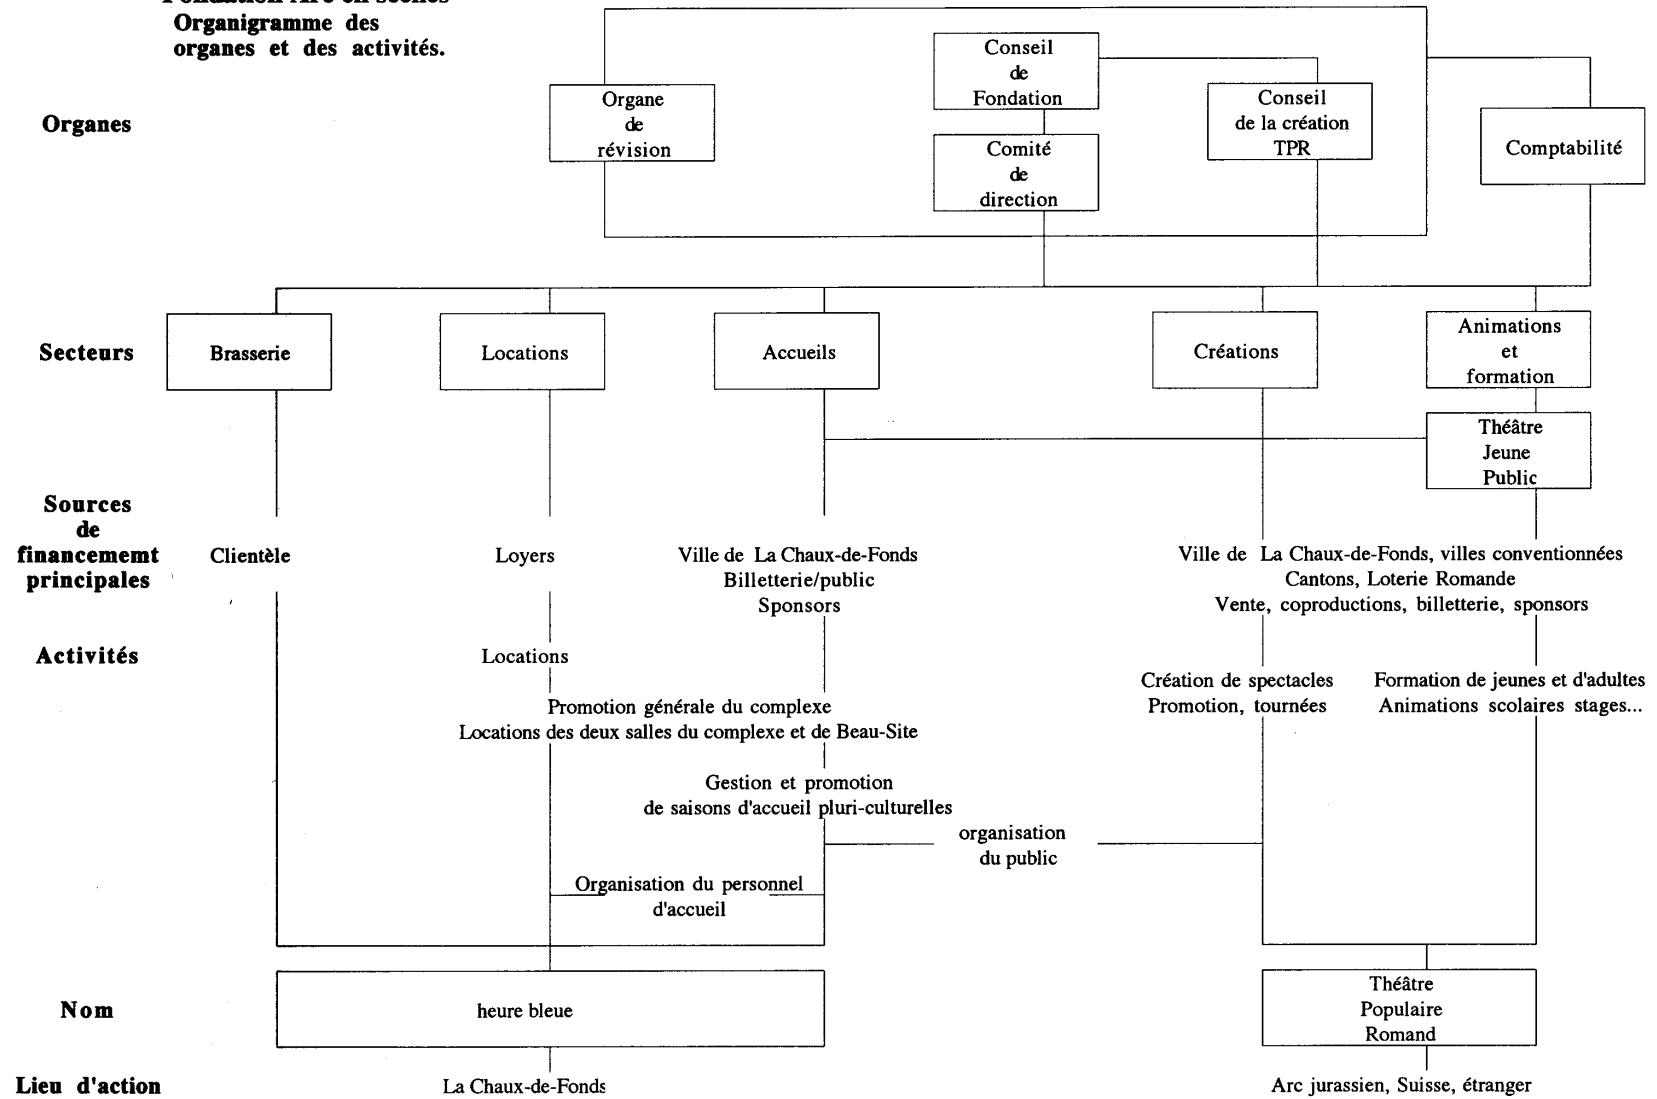 Fondation Arc en scènes
Organigramme des
organes et des activités.
Organes
Organe
de
révision
Conseil
de
Fondation
Comité
de
direction
Conseil
de la création
TPR
Comptabilité
Secteurs
Brasserie
Locations
Accueils
Créations
Animations
et
formation
Théâtre
Jeune
Public
Sources
de
financememt
principales
Clientèle
Loyers
Ville de La Chaux-de-Fonds
Billetterie/public
Sponsors
Ville de La Chaux-de-Fonds, villes conventionnées
Cantons, Loterie Romande
Vente, coproductions, billetterie, sponsors
Activités
Locations
Promotion générale du complexe
Locations des deux salles du complexe et de Beau-Site
Gestion et promotion
de saisons d'accueil pluri-culturelles
Création de spectacles
Promotion, tournées
Formation de jeunes et d'adultes
Animations scolaires stages...
organisation
du public
Organisation du personnel
d'accueil
Nom
heure bleue
Théâtre
Populaire
Romand
Lieu d'action
La Chaux-de-Fonds
Arc jurassien, Suisse, étranger